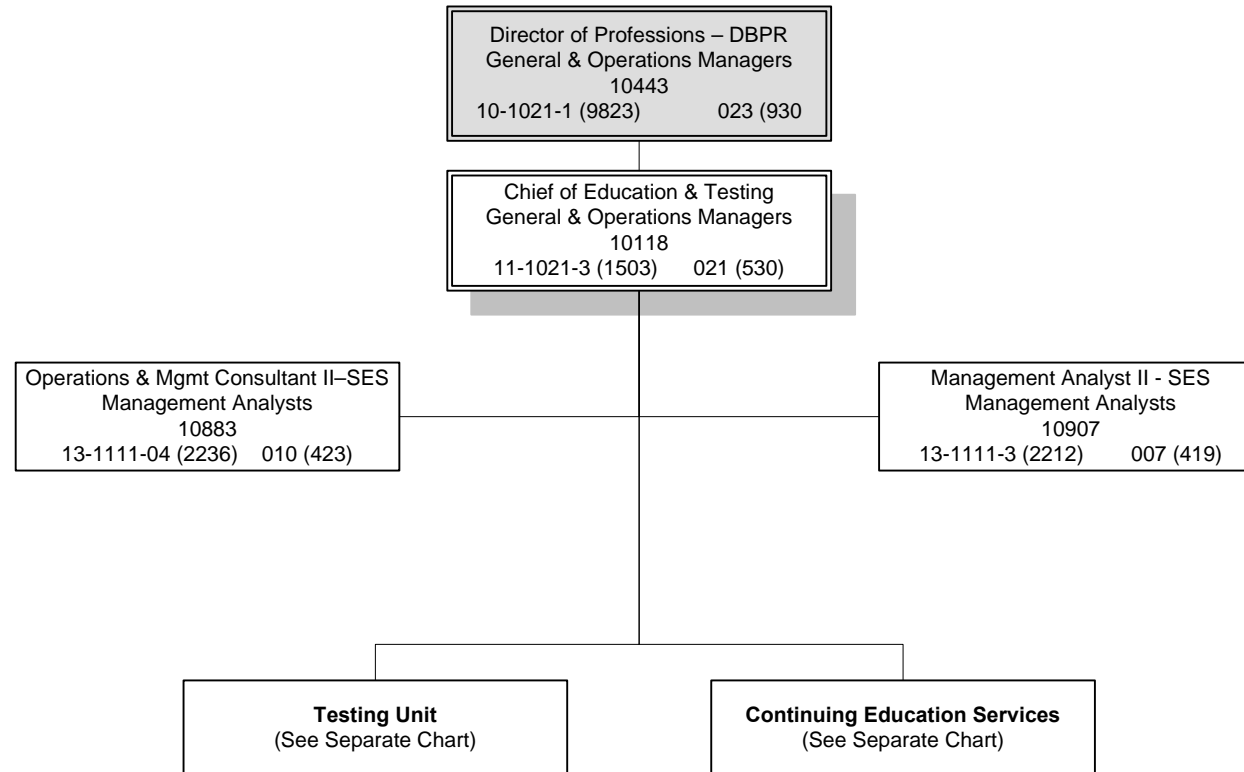 Director of Professions – DBPR
General & Operations Managers
10443
10-1021-1 (9823) 023 (930
Chief of Education & Testing
General & Operations Managers
10118
11-1021-3 (1503) 021 (530)
Operations & Mgmt Consultant II–SES
Management Analysts
10883
13-1111-04 (2236) 010 (423)
Management Analyst II - SES
Management Analysts
10907
13-1111-3 (2212) 007 (419)
Testing Unit
(See Separate Chart)
Continuing Education Services
(See Separate Chart)